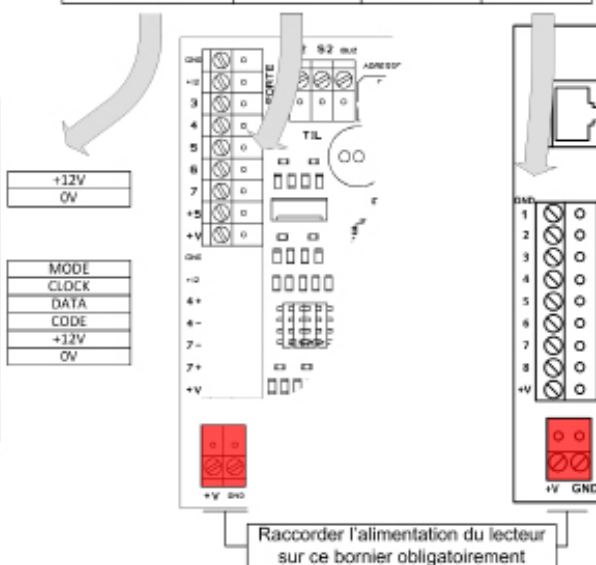 GND
+12
3
4
5
6
7
+5
+V
GND
+12
4+
4-
7-
7+
+V
PORTE
S2 BUZ
TIL
+12V
0V
MODE
CLOCK
DATA
CODE
+12V
0V
GND
1
2
3
4
5
6
7
8
+V
+V GND
+V GND
Raccorder l'alimentation du lecteur
sur ce bornier obligatoirement